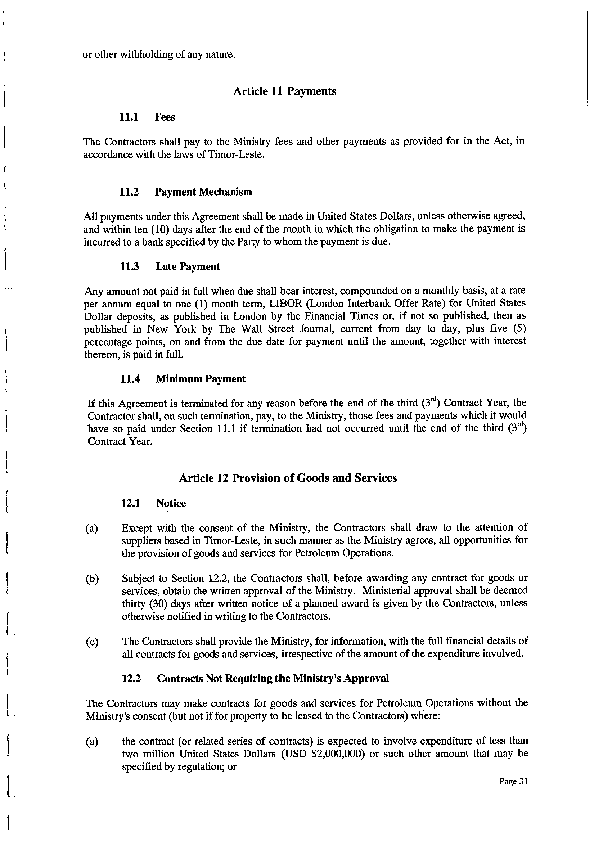 or other withholding of any nature.
Article 11 Payments
11.1 Fees
The Contractors shall pay to the Ministry fees and other payments as provided for in the Act, in
accordance with the laws of Timor-Leste.
11.2 Payment Mechanism
All payments under this Agreement shall be made in United States Dollars, unless otherwise agreed,
and within ten (10) days after the end of the month in which the obligation to make the payment is
incurred to a bank specified by the Party to whom the payment is due.
11.3 Late Payment
Any amount not paid in full when due shall bear interest, compounded on a monthly basis, at a rate
per annum equal to one (1) month term, LIBOR (London Interbank Offer Rate) for United States
Dollar deposits, as published in London by the Financial Times or, if not so published, then as
published in New York by The Wall Street Journal, current from day to day, plus five (5)
percentage points, on and from the due date for payment until the amount, together with interest
thereon, is paid in full.
11.4 Minimum Payment
If this Agreement is terminated for any reason before the end of the third (3rd) Contract Year, the
Contractor shall, on such termination, pay, to the Ministry, those fees and payments which it would
have so paid under Section 11.1 if termination had not occurred until the end of the third (3rd)
Contract Year.
Article 12 Provision of Goods and Services
12.1 Notice
(a) Except with the consent of the Ministry, the Contractors shall draw to the attention of
suppliers based in Timor-Leste, in such manner as the Ministry agrees, all opportunities for
the provision of goods and services for Petroleum Operations.
(b) Subject to Section 12.2, the Contractors shall, before awarding any contract for goods or
services, obtain the written approval of the Ministry. Ministerial approval shall be deemed
thirty (30) days after written notice of a planned award is given by the Contractors, unless
otherwise notified in writing to the Contractors.
(c) The Contractors shall provide the Ministry, for information, with the full financial details of
all contracts for goods and services, irrespective of the amount of the expenditure involved.
12.2 Contracts Not Requiring the Ministry's Approval
The Contractors may make contracts for goods and services for Petroleum Operations without the
Ministry's consent (but not if for property to be leased to the Contractors) where:
(a) the contract (or related series of contracts) is expected to involve expenditure of less than
two million United States Dollars (USD $2,000,000) or such other amount that may be
specified by regulation; or
Page 31